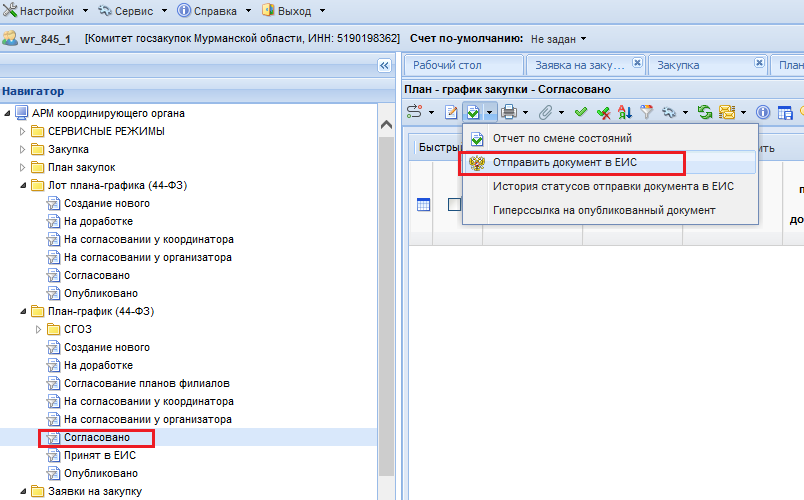 Настройки Сервис Справка Выход
wr_845_1 [Комитет госзакупок Мурманской области, ИНН: 5190198362] Счет по-умолчанию: Не задан
Навигатор
АРМ координирующего органа
СЕРВИСНЫЕ РЕЖИМЫ
Закупка
План закупок
Лот плана-графика (44-ФЗ)
Создание нового
На доработке
На согласовании у координатора
На согласовании у организатора
Согласовано
Опубликовано
План-график (44-ФЗ)
СГОЗ
Создание нового
На доработке
Согласование планов филиалов
На согласовании у координатора
На согласовании у организатора
Согласовано
Принят в ЕИС
Опубликовано
Заявки на закупку
Рабочий стол Заявка на заку... Закупка План
План - график закупки - Согласовано
Быстры
Отчет по смене состояний
Отправить документ в ЕИС
История статусов отправки документа в ЕИС
Гиперссылка на опубликованный документ
ить
п
до